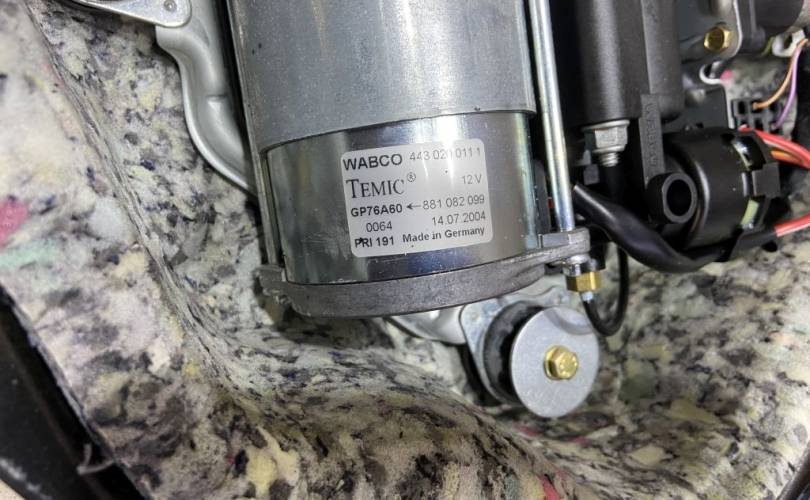 WABCO 443 020 011 1
TEMIC® 12 V
GP76A60 ←881 082 099
0064 14.07.2004
PRI 191 Made in Germany